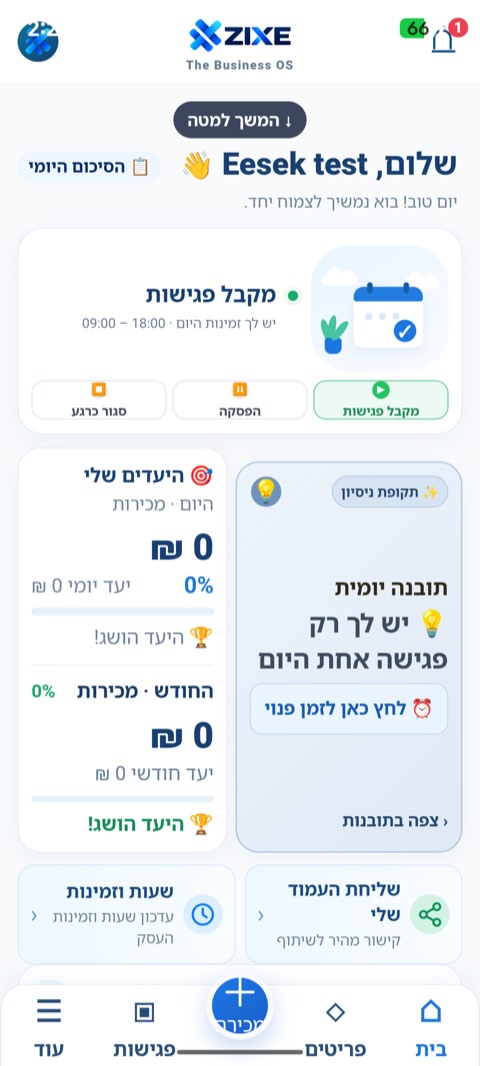 66
1
ZIXE
The Business OS
↓ המשך למטה
שלום, Eesek test 👋
📋 הסיכום היומי
יום טוב! בוא נמשיך לצמוח יחד.
מקבל פגישות
יש לך זמינות היום · 18:00 – 09:00
מקבל פגישות
הפסקה
סגור כרגע
✨ תקופת ניסיון
תובנה יומית
💡 יש לך רק
פגישה אחת היום
⏰ לחץ כאן לזמן פנוי
צפה בתובנות ›
🎯 היעדים שלי
היום · מכירות
0 ₪
0%
יעד יומי 0 ₪
🏆 היעד הושג!
החודש · מכירות
0%
0 ₪
יעד חודשי 0 ₪
🏆 היעד הושג!
שליחת העמוד
שלי
קישור מהיר לשיתוף
שעות וזמינות
עדכון שעות וזמינות
העסק
בית
פריטים
מכירה
פגישות
עוד